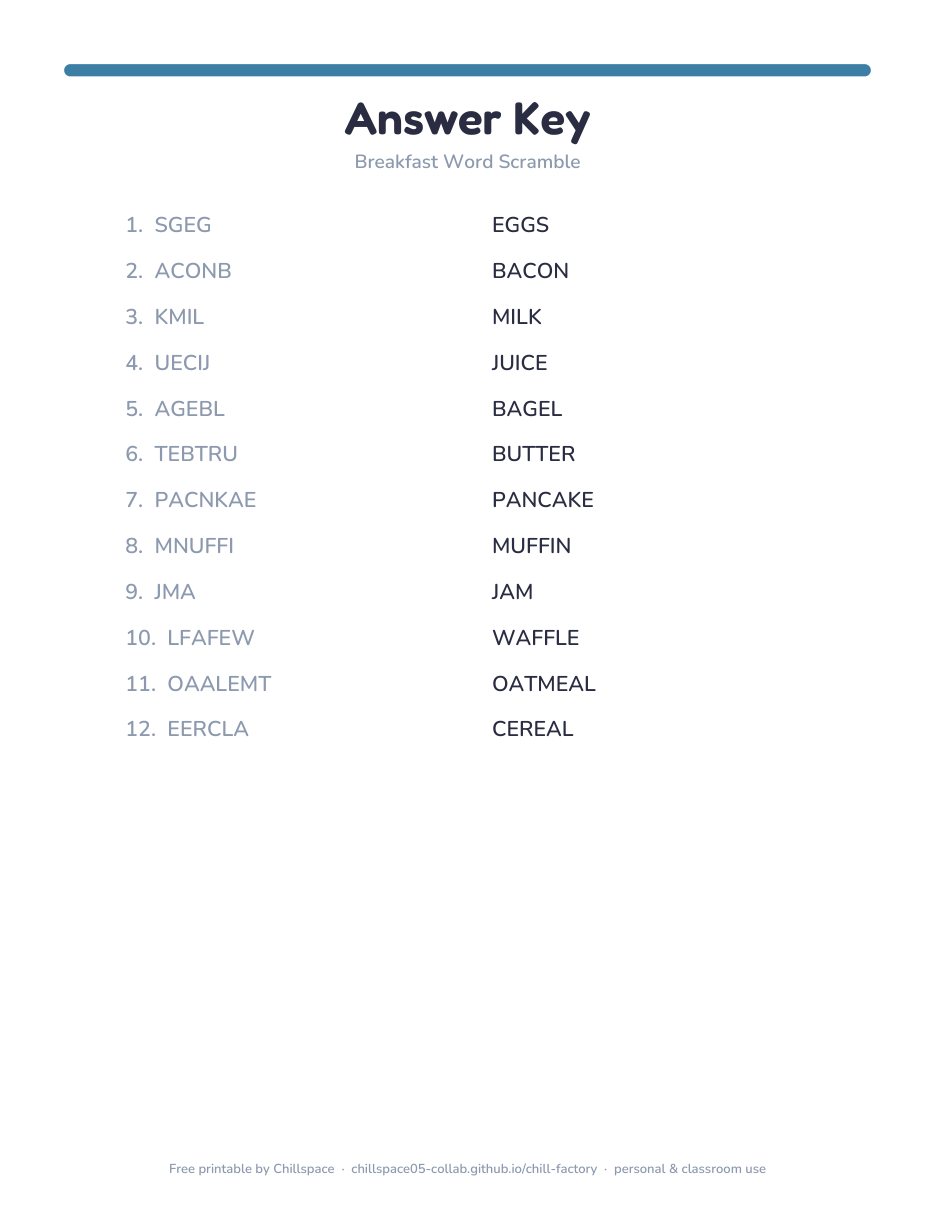 Answer Key
Breakfast Word Scramble
1. SGEG EGGS
2. ACONB BACON
3. KMIL MILK
4. UECIJ JUICE
5. AGEBL BAGEL
6. TEBTRU BUTTER
7. PACNKAE PANCAKE
8. MNUFFI MUFFIN
9. JMA JAM
10. LFAFEW WAFFLE
11. OAALEMT OATMEAL
12. EERCLA CEREAL
Free printable by Chillspace · chillspace05-collab.github.io/chill-factory · personal & classroom use